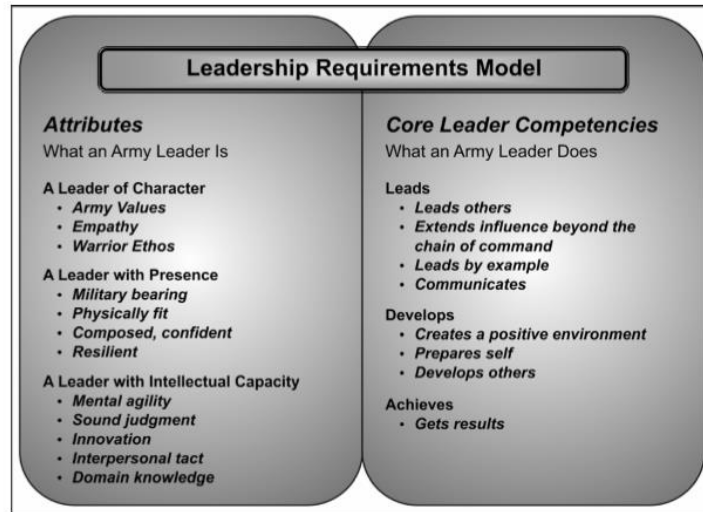 Leadership Requirements Model
Attributes
What an Army Leader Is
A Leader of Character
• Army Values
• Empathy
• Warrior Ethos
A Leader with Presence
• Military bearing
• Physically fit
• Composed, confident
• Resilient
A Leader with Intellectual Capacity
• Mental agility
• Sound judgment
• Innovation
• Interpersonal tact
• Domain knowledge
Core Leader Competencies
What an Army Leader Does
Leads
• Leads others
• Extends influence beyond the
chain of command
• Leads by example
• Communicates
Develops
• Creates a positive environment
• Prepares self
• Develops others
Achieves
• Gets results